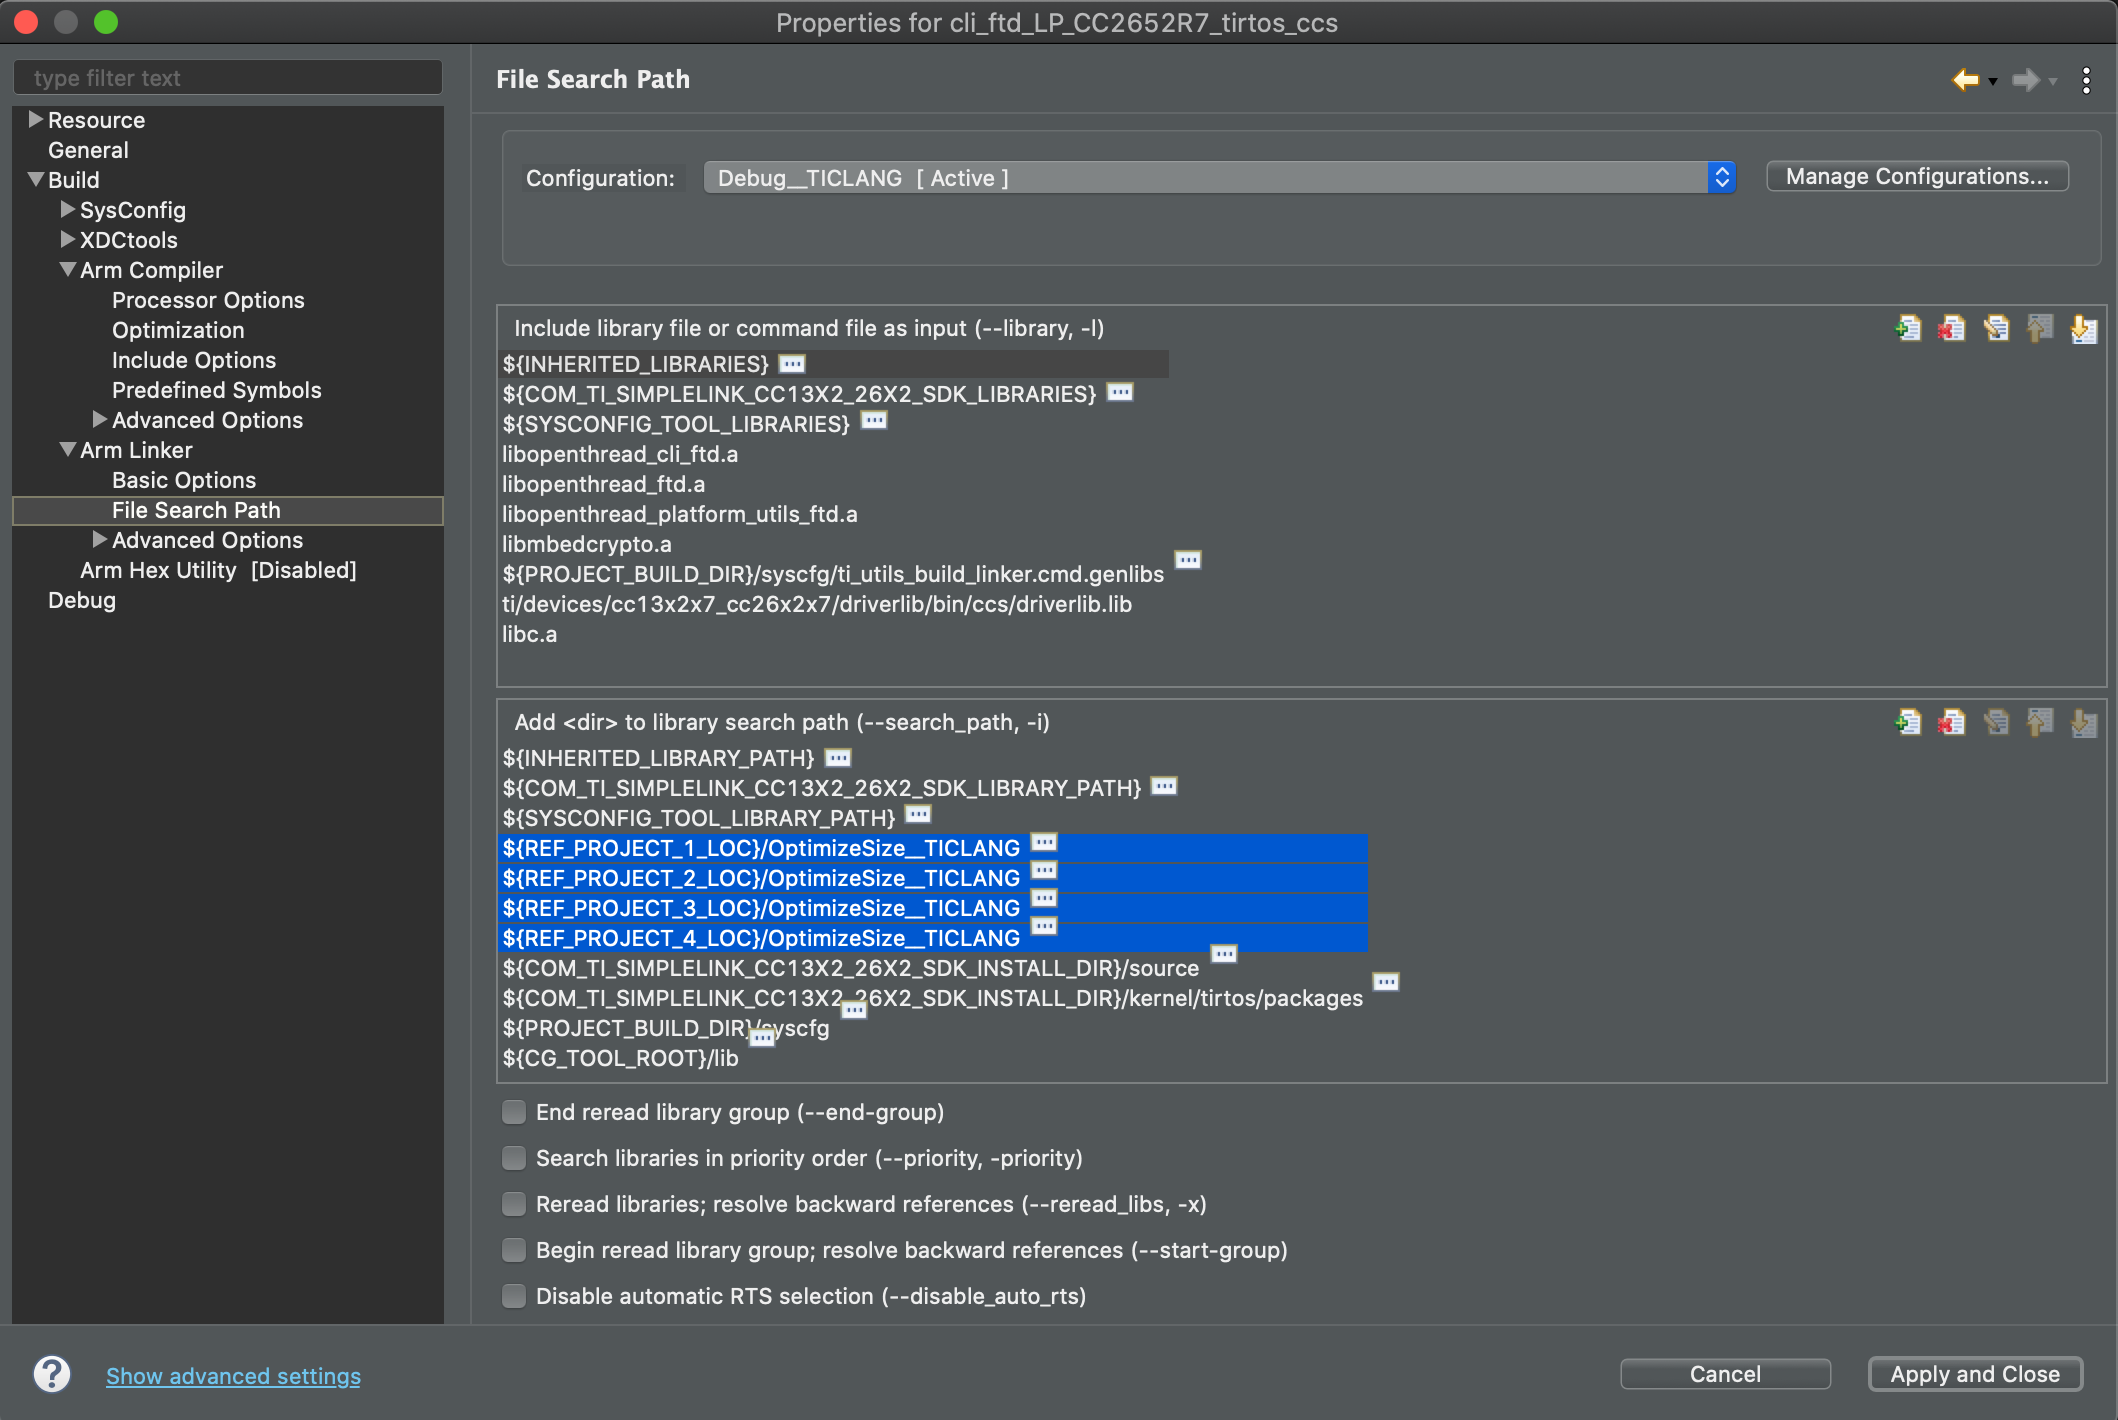 Properties for cli_ftd_LP_CC2652R7_tirtos_ccs
type filter text
Resource
General
Build
SysConfig
XDCtools
Arm Compiler
Processor Options
Optimization
Include Options
Predefined Symbols
Advanced Options
Arm Linker
Basic Options
File Search Path
Advanced Options
Arm Hex Utility [Disabled]
Debug
File Search Path
Configuration: Debug__TICLANG [ Active ] Manage Configurations...
Include library file or command file as input (--library, -l)
${INHERITED_LIBRARIES}
${COM_TI_SIMPLELINK_CC13X2_26X2_SDK_LIBRARIES}
${SYSCONFIG_TOOL_LIBRARIES}
libopenthread_cli_ftd.a
libopenthread_ftd.a
libopenthread_platform_utils_ftd.a
libmbedcrypto.a
${PROJECT_BUILD_DIR}/syscfg/ti_utils_build_linker.cmd.genlibs
ti/devices/cc13x2x7_cc26x2x7/driverlib/bin/ccs/driverlib.lib
libc.a
Add <dir> to library search path (--search_path, -i)
${INHERITED_LIBRARY_PATH}
${COM_TI_SIMPLELINK_CC13X2_26X2_SDK_LIBRARY_PATH}
${SYSCONFIG_TOOL_LIBRARY_PATH}
${REF_PROJECT_1_LOC}/OptimizeSize__TICLANG
${REF_PROJECT_2_LOC}/OptimizeSize__TICLANG
${REF_PROJECT_3_LOC}/OptimizeSize__TICLANG
${REF_PROJECT_4_LOC}/OptimizeSize__TICLANG
${COM_TI_SIMPLELINK_CC13X2_26X2_SDK_INSTALL_DIR}/source
${COM_TI_SIMPLELINK_CC13X2_26X2_SDK_INSTALL_DIR}/kernel/tirtos/packages
${PROJECT_BUILD_DIR}/syscfg
${CG_TOOL_ROOT}/lib
End reread library group (--end-group)
Search libraries in priority order (--priority, -priority)
Reread libraries; resolve backward references (--reread_libs, -x)
Begin reread library group; resolve backward references (--start-group)
Disable automatic RTS selection (--disable_auto_rts)
? Show advanced settings Cancel Apply and Close